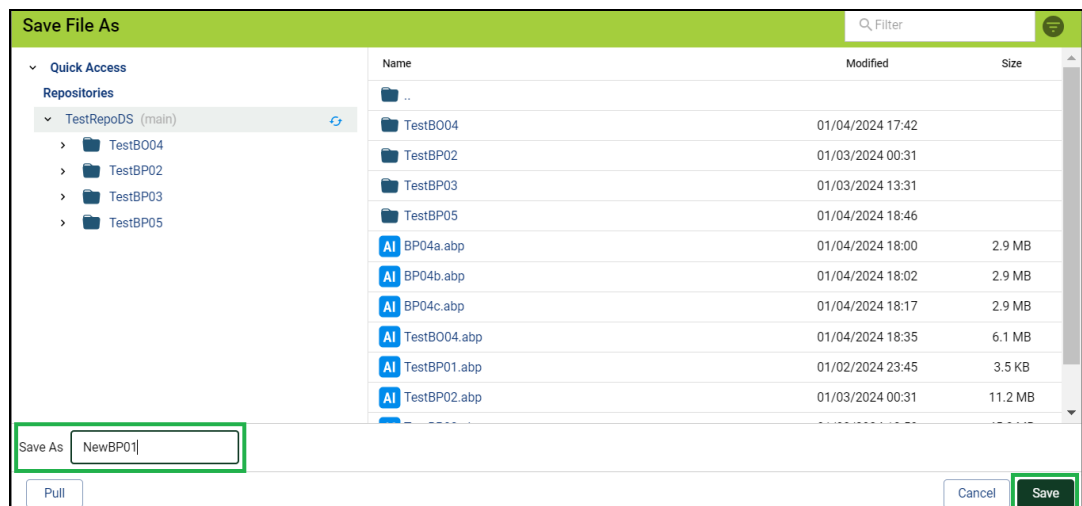 Save File As
Filter
Quick Access
Repositories
TestRepoDS (main)
TestBO04
TestBP02
TestBP03
TestBP05
Name Modified Size
..
TestBO04 01/04/2024 17:42
TestBP02 01/03/2024 00:31
TestBP03 01/03/2024 13:31
TestBP05 01/04/2024 18:46
AI BP04a.abp 01/04/2024 18:00 2.9 MB
AI BP04b.abp 01/04/2024 18:02 2.9 MB
AI BP04c.abp 01/04/2024 18:17 2.9 MB
AI TestBO04.abp 01/04/2024 18:35 6.1 MB
AI TestBP01.abp 01/02/2024 23:45 3.5 KB
AI TestBP02.abp 01/03/2024 00:31 11.2 MB
Save As NewBP01
Pull Cancel Save